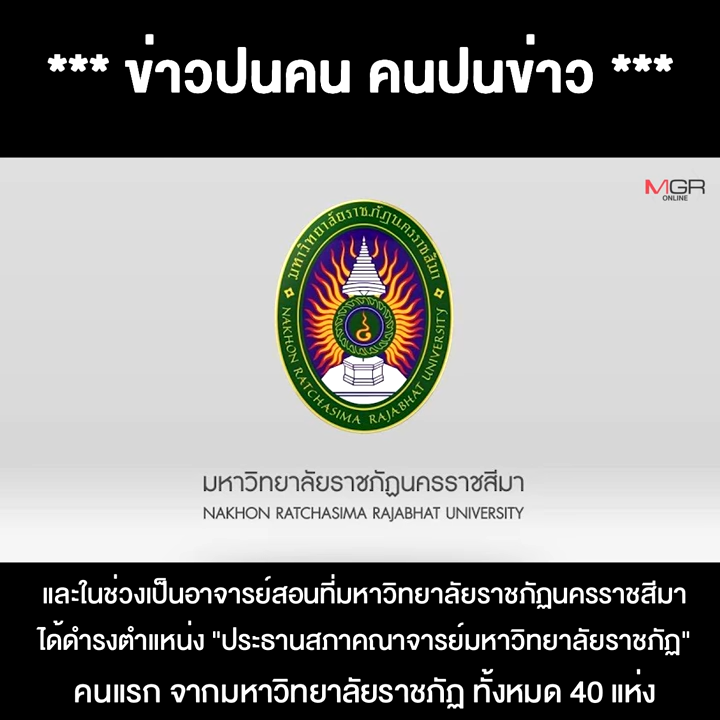 *** ข่าวปนคน คนปนข่าว ***
MGR
ONLINE
มหาวิทยาลัยราชภัฏนครราชสีมา
NAKHON RATCHASIMA RAJABHAT UNIVERSITY
มหาวิทยาลัยราชภัฏนครราชสีมา
NAKHON RATCHASIMA RAJABHAT UNIVERSITY
และในช่วงเป็นอาจารย์สอนที่มหาวิทยาลัยราชภัฏนครราชสีมา
ได้ดำรงตำแหน่ง "ประธานสภาคณาจารย์มหาวิทยาลัยราชภัฏ"
คนแรก จากมหาวิทยาลัยราชภัฏ ทั้งหมด 40 แห่ง